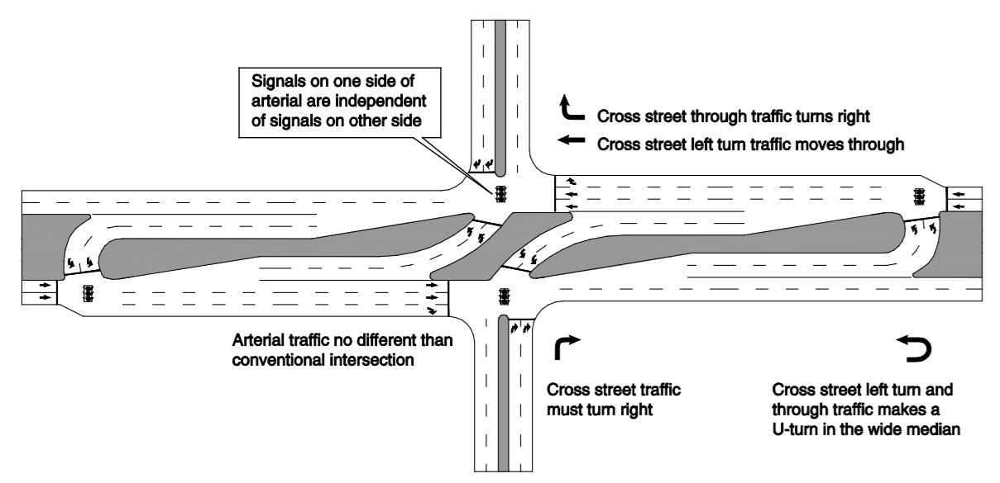 Signals on one side of
arterial are independent
of signals on other side
Cross street through traffic turns right
Cross street left turn traffic moves through
Arterial traffic no different than
conventional intersection
Cross street traffic
must turn right
Cross street left turn and
through traffic makes a
U-turn in the wide median